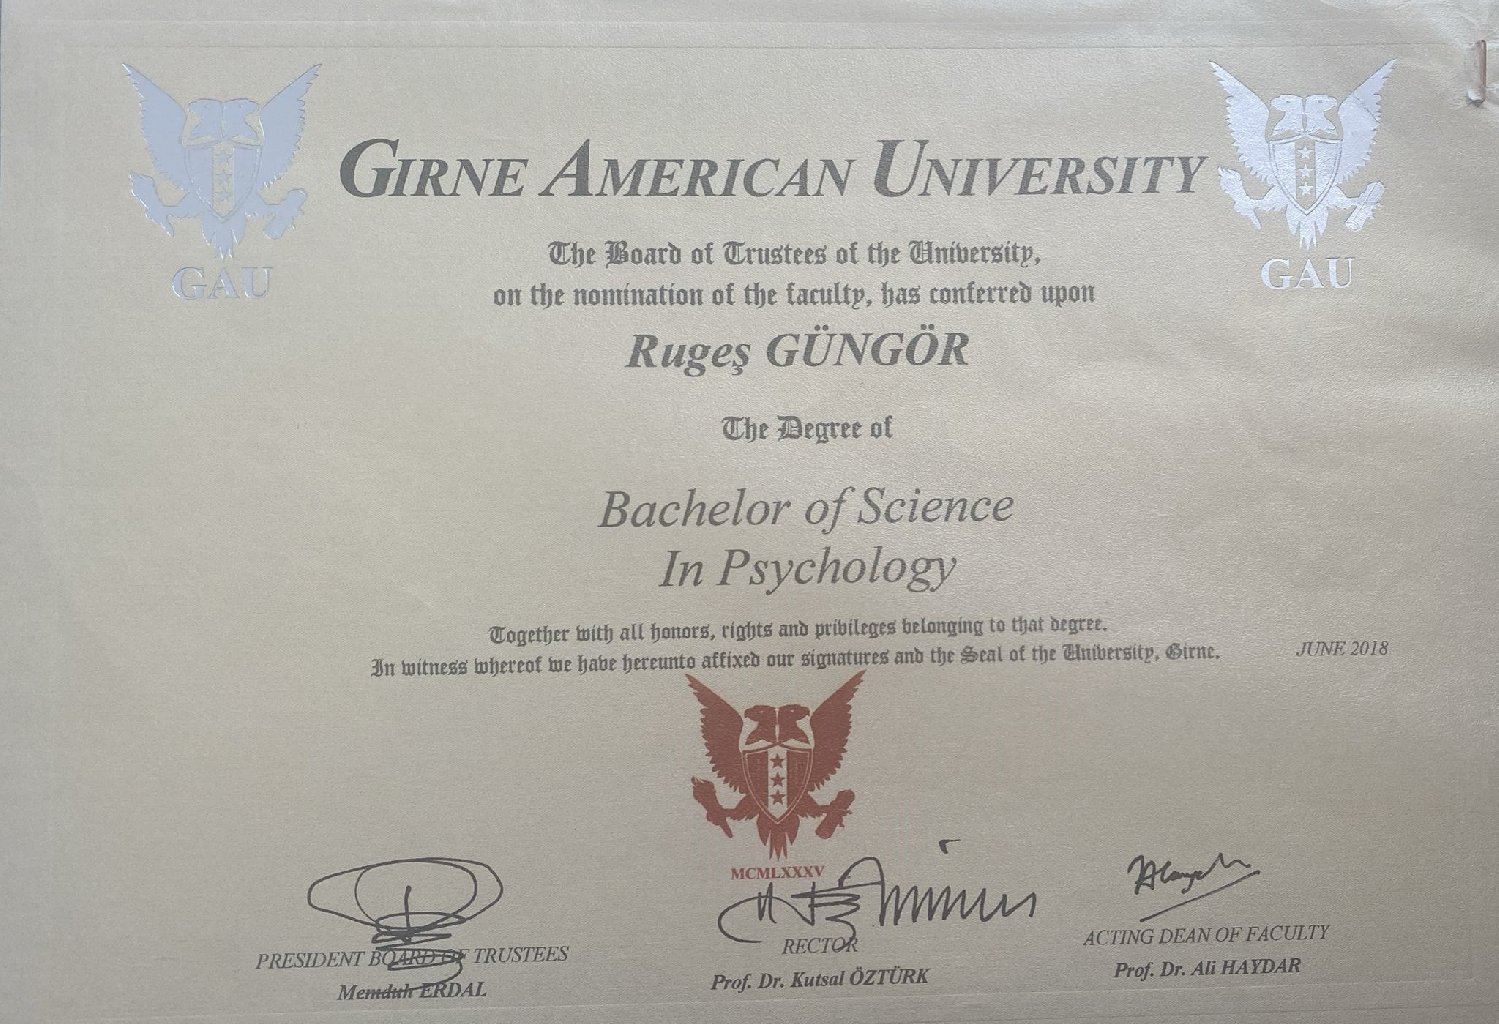 GIRNE AMERICAN UNIVERSITY
GAU
GAU
The Board of Trustees of the University,
on the nomination of the faculty, has conferred upon
Rugeş GÜNGÖR
The Degree of
Bachelor of Science
In Psychology
Together with all honors, rights and privileges belonging to that degree.
In witness whereof we have hereunto affixed our signatures and the Seal of the University, Girne.
JUNE 2018
MCMLXXXV
PRESIDENT BOARD OF TRUSTEES
Memduh ERDAL
RECTOR
Prof. Dr. Kutsal ÖZTÜRK
ACTING DEAN OF FACULTY
Prof. Dr. Ali HAYDAR